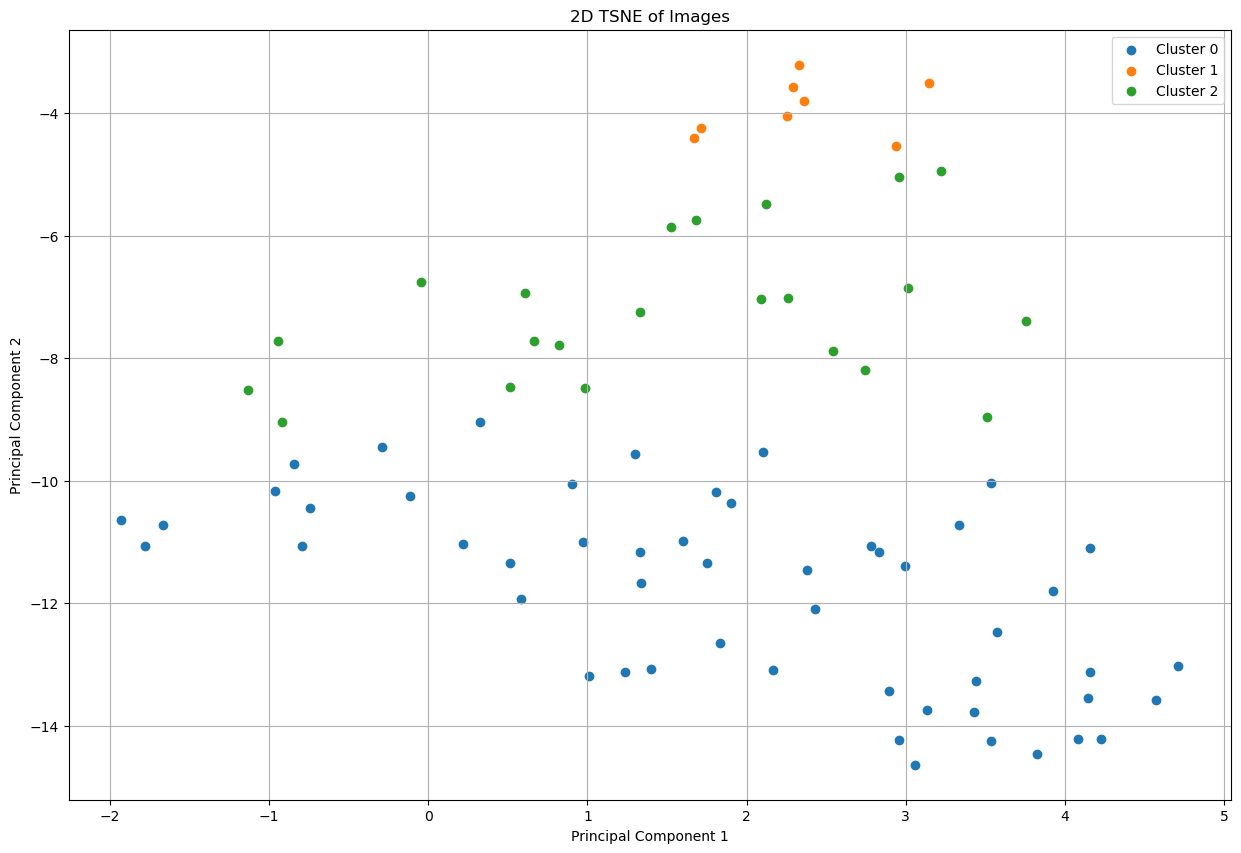 2D TSNE of Images
Cluster 0
Cluster 1
Cluster 2
Principal Component 2
−4
−6
−8
−10
−12
−14
−2
−1
0
1
2
3
4
5
Principal Component 1